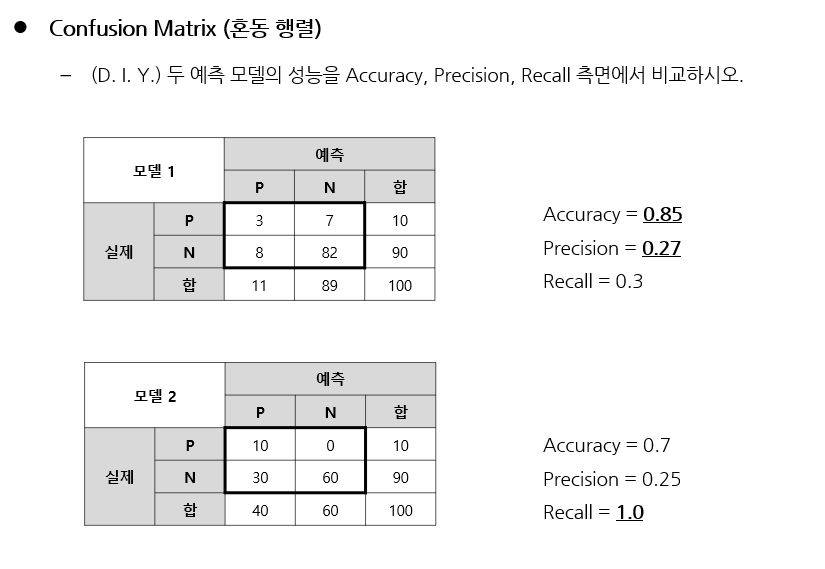 ● Confusion Matrix (혼동 행렬)
– (D. I. Y.) 두 예측 모델의 성능을 Accuracy, Precision, Recall 측면에서 비교하시오.
모델 1 예측
P N 합
실제 P 3 7 10
N 8 82 90
합 11 89 100
Accuracy = 0.85
Precision = 0.27
Recall = 0.3
모델 2 예측
P N 합
실제 P 10 0 10
N 30 60 90
합 40 60 100
Accuracy = 0.7
Precision = 0.25
Recall = 1.0